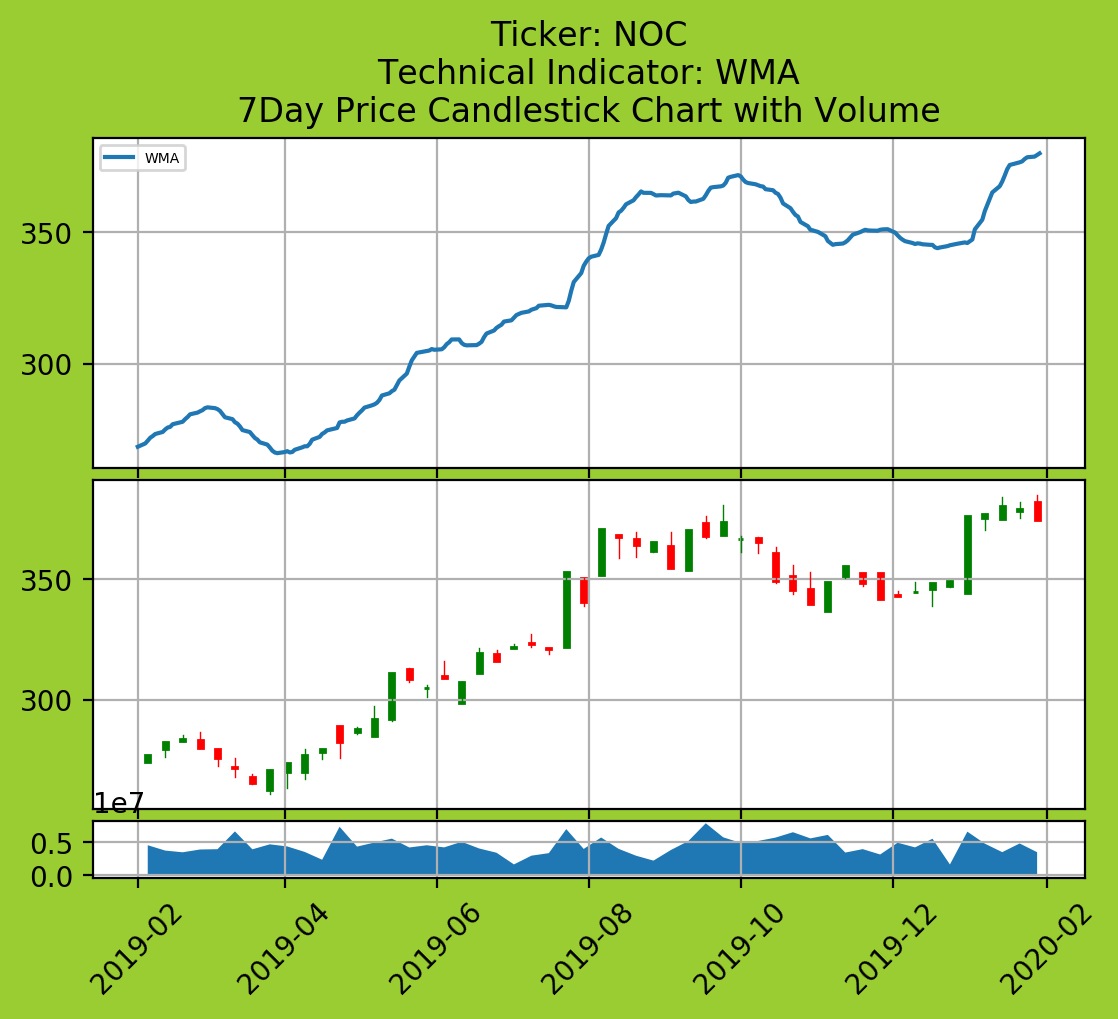 Ticker: NOC
Technical Indicator: WMA
7Day Price Candlestick Chart with Volume
WMA
350
300
350
300
1e7
0.5
0.0
2019-02
2019-04
2019-06
2019-08
2019-10
2019-12
2020-02